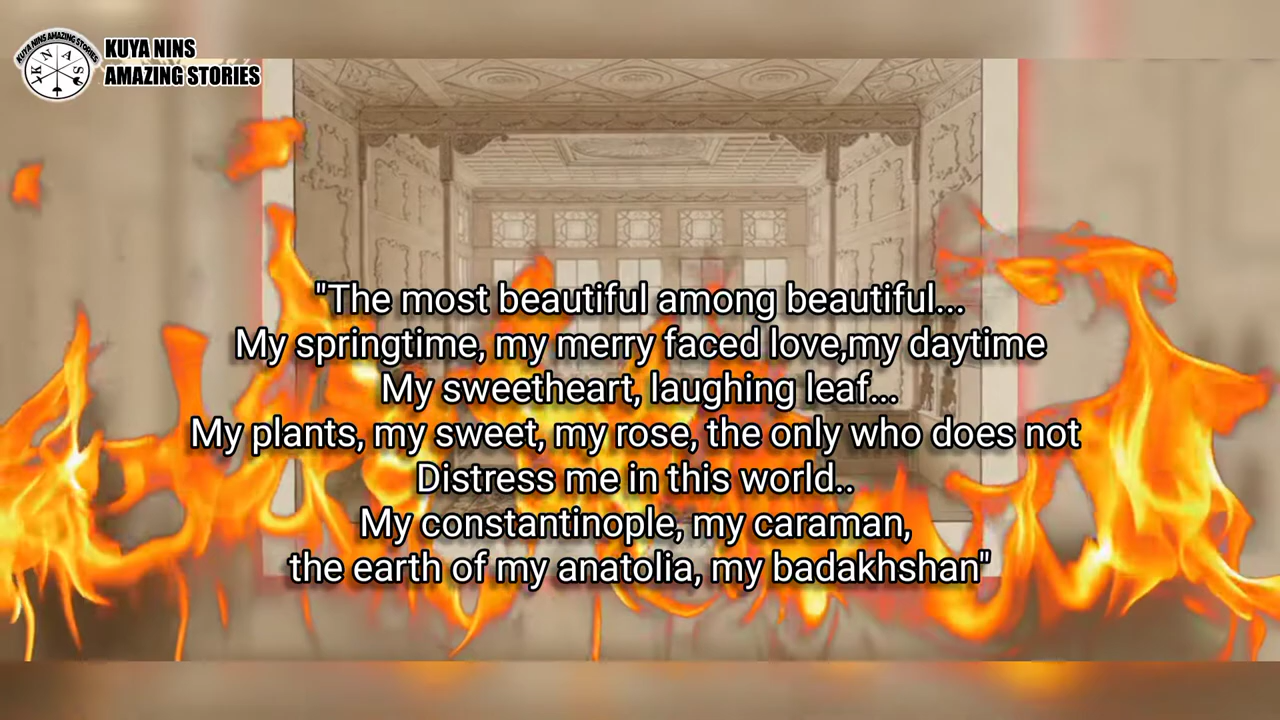 KUYA NINS AMAZING STORIES
K N A S
KUYA NINS
AMAZING STORIES
"The most beautiful among beautiful...
My springtime, my merry faced love,my daytime
My sweetheart, laughing leaf...
My plants, my sweet, my rose, the only who does not
Distress me in this world..
My constantinople, my caraman,
the earth of my anatolia, my badakhshan"